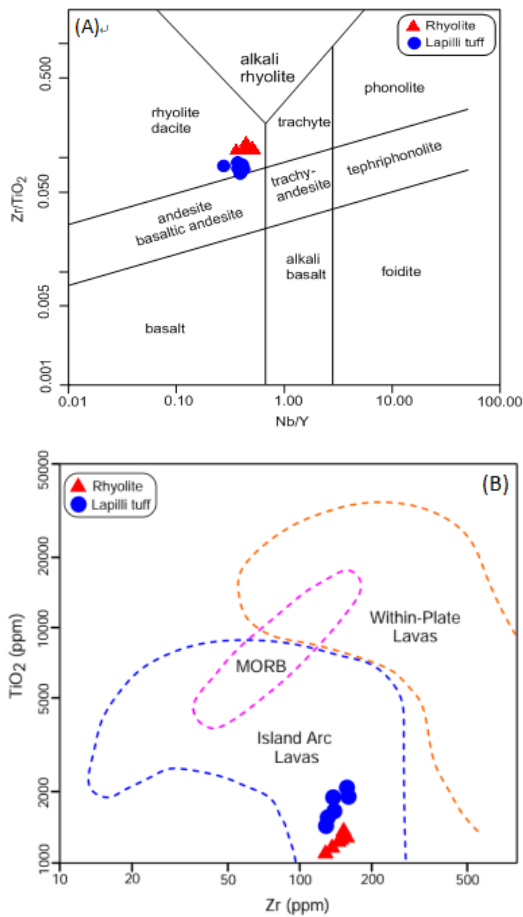 (A)↵
Rhyolite
Lapilli tuff
alkali
rhyolite
phonolite
rhyolite
dacite
trachyte
tephriphonolite
trachy-
andesite
andesite
basaltic andesite
alkali
basalt
foidite
basalt
Zr/TiO2
0.500
0.050
0.005
0.001
0.01
0.10
1.00
10.00
100.00
Nb/Y
(B)
Rhyolite
Lapilli tuff
Within-Plate
Lavas
MORB
Island Arc
Lavas
TiO2 (ppm)
50000
20000
10000
5000
2000
1000
10
20
50
100
200
500
Zr (ppm)